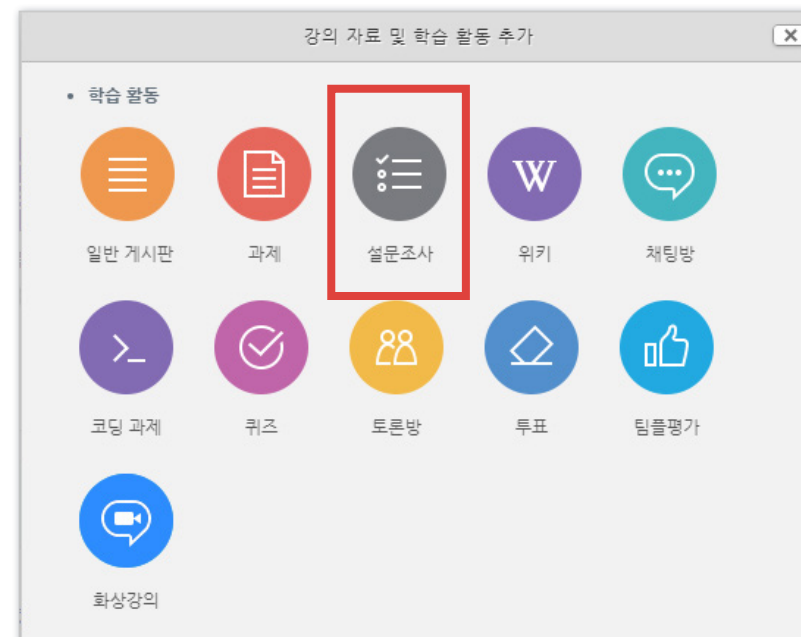 강의 자료 및 학습 활동 추가
학습 활동
일반 게시판 과제 설문조사 위키 채팅방
코딩 과제 퀴즈 토론방 투표 팀플평가
화상강의